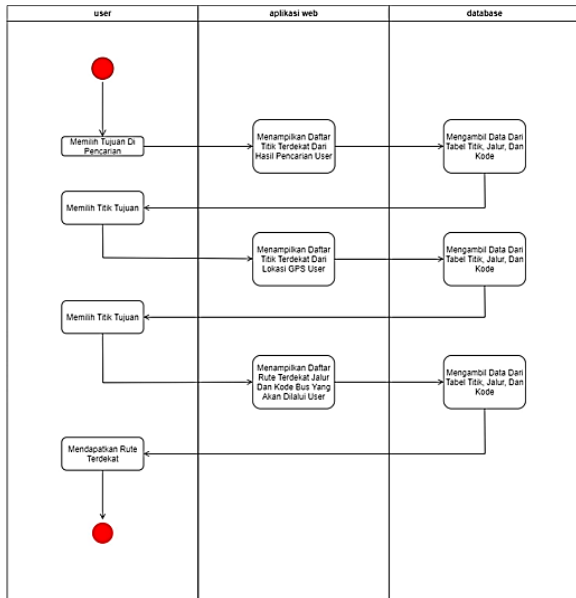 user
aplikasi web
database
Memilih Tujuan Di
Pencarian
Menampilkan Daftar
Titik Terdekat Dari
Hasil Pencarian User
Mengambil Data Dari
Tabel Titik, Jalur, Dan
Kode
Memilih Titik Tujuan
Menampilkan Daftar
Titik Terdekat Dari
Lokasi GPS User
Mengambil Data Dari
Tabel Titik, Jalur, Dan
Kode
Memilih Titik Tujuan
Menampilkan Daftar
Rute Terdekat Jalur
Dan Kode Bus Yang
Akan Dilalui User
Mengambil Data Dari
Tabel Titik, Jalur, Dan
Kode
Mendapatkan Rute
Terdekat